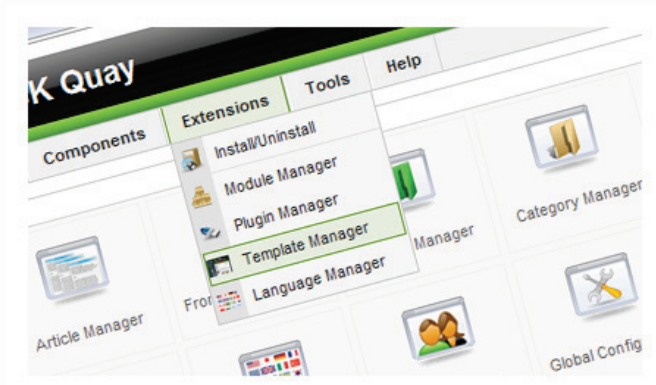 K Quay
Components Extensions Tools Help
Install/Uninstall
Module Manager
Plugin Manager
Template Manager
Language Manager
Article Manager
Manager
Category Manager
Global Config